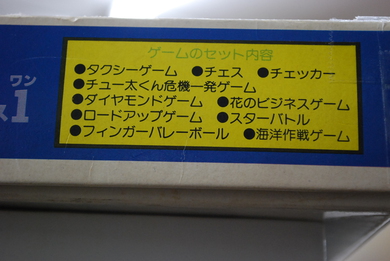 ゲームのセット内容
●タクシーゲーム ●チェス ●チェッカー
●チュー太くん危機一発ゲーム
●ダイヤモンドゲーム ●花のビジネスゲーム
●ロードアップゲーム ●スターバトル
●フィンガーバレーボール ●海洋作戦ゲーム
ワン
1